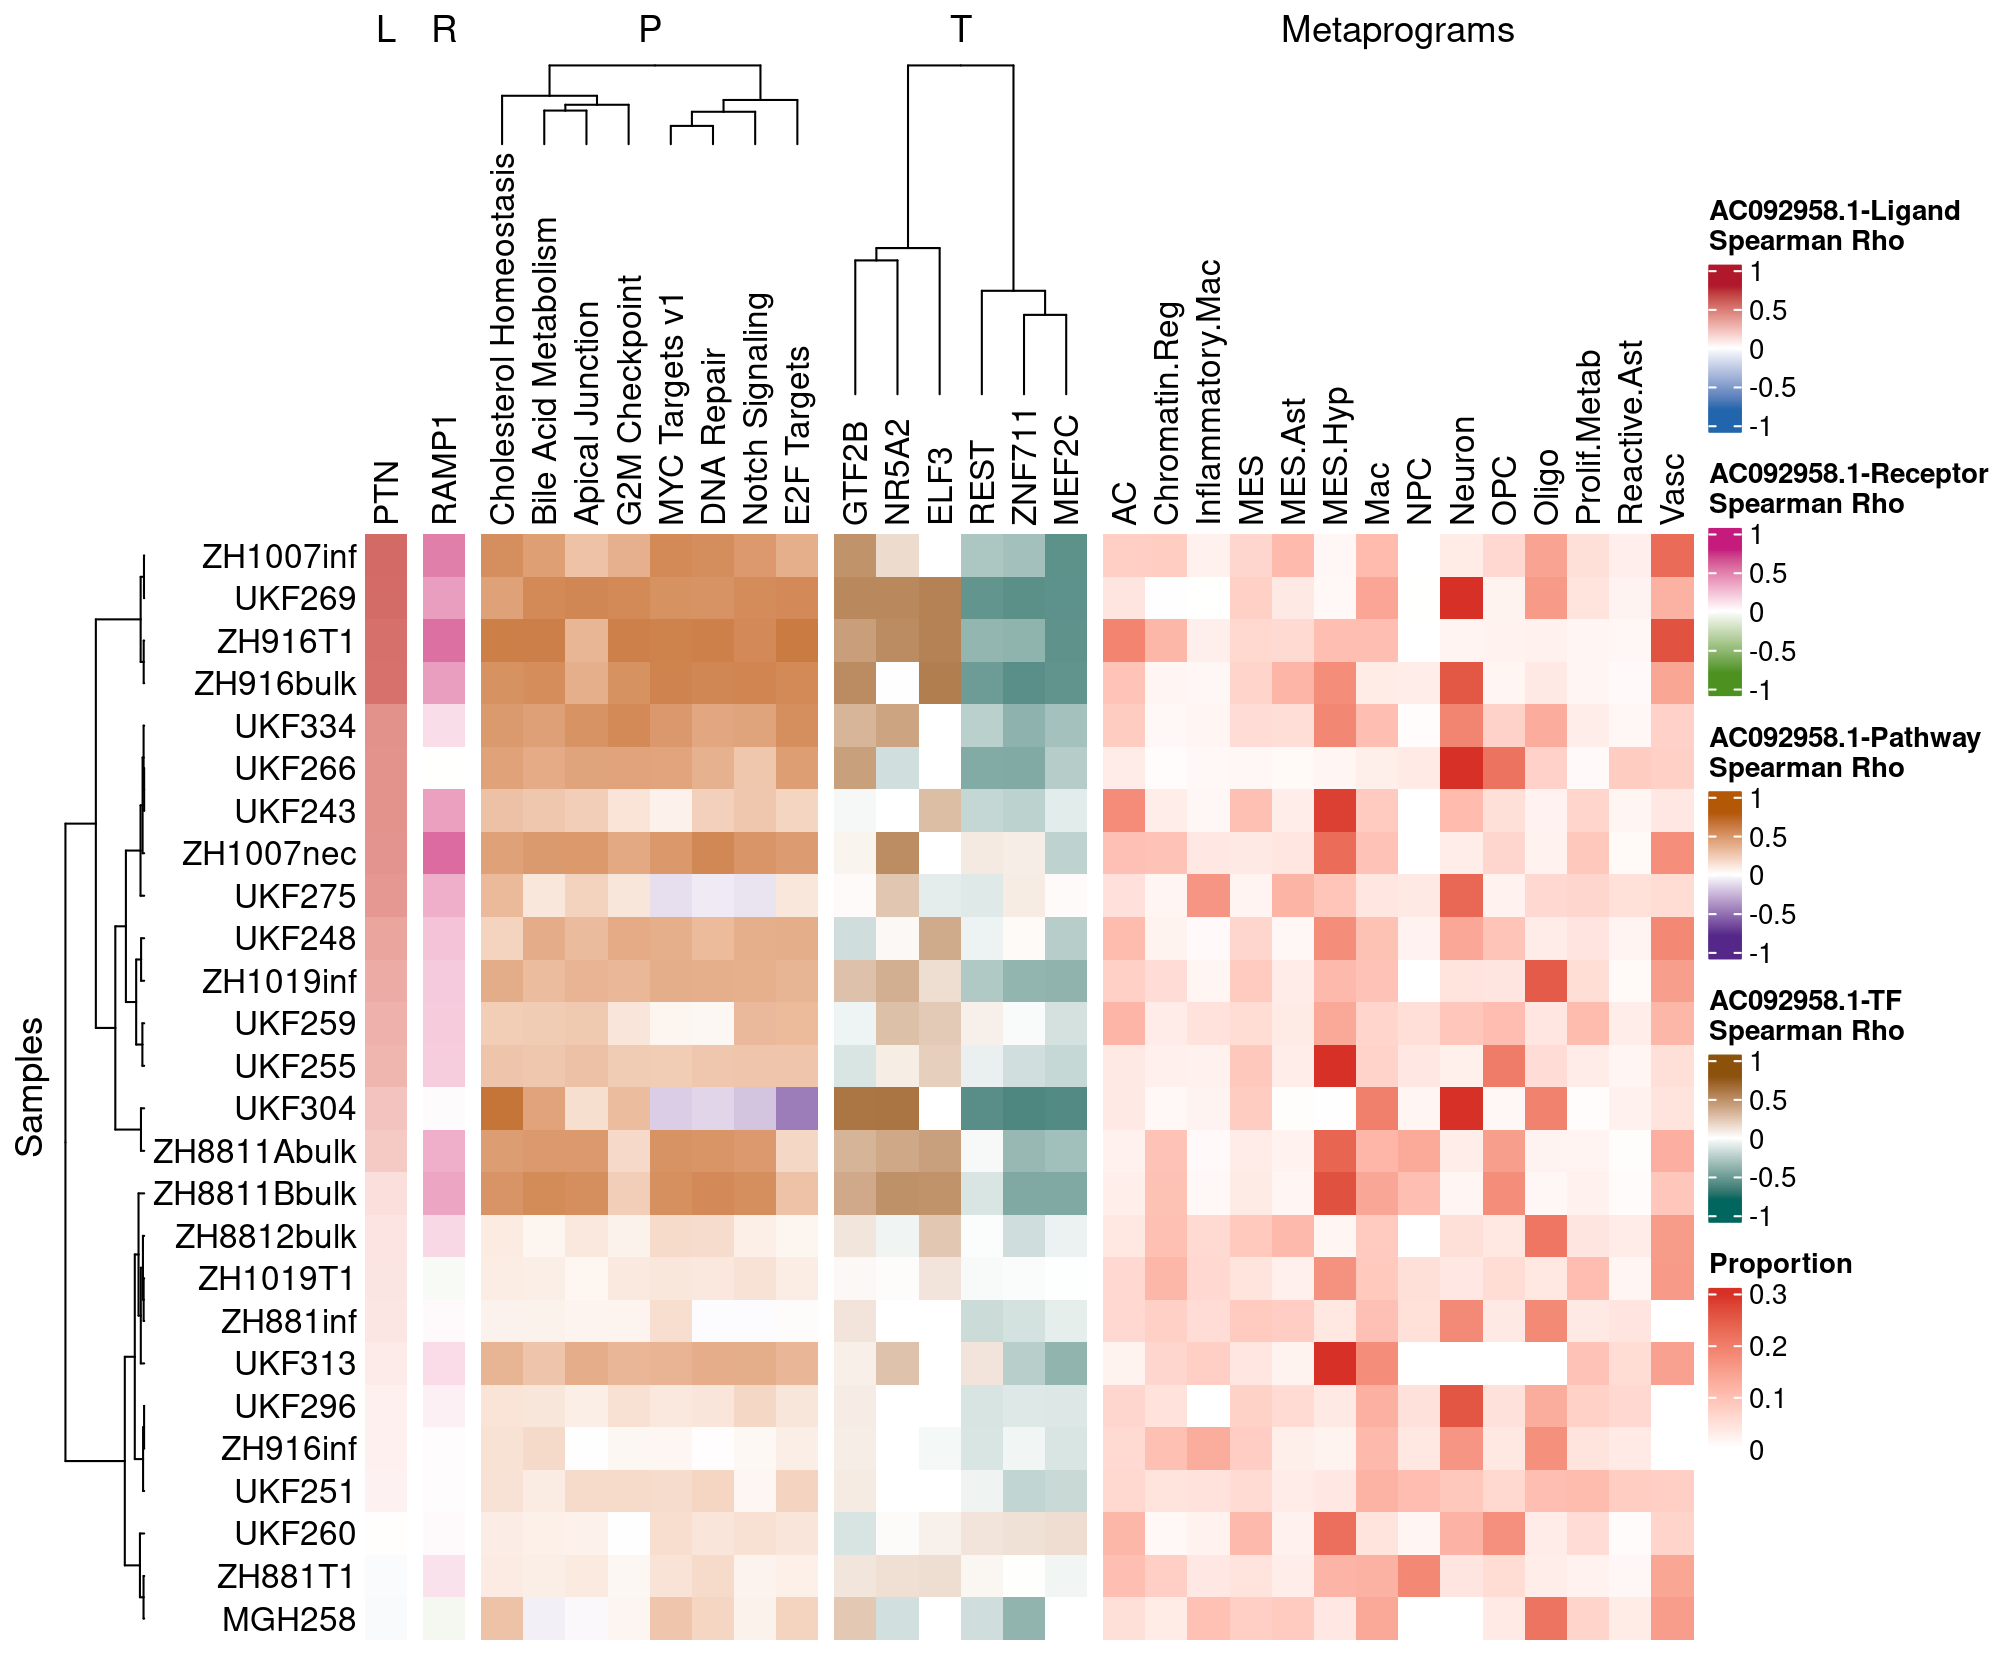 L R P T Metaprograms
Cholesterol Homeostasis
Bile Acid Metabolism
Apical Junction
G2M Checkpoint
MYC Targets v1
DNA Repair
Notch Signaling
E2F Targets
PTN
RAMP1
GTF2B
NR5A2
ELF3
REST
ZNF711
MEF2C
AC
Chromatin.Reg
Inflammatory.Mac
MES
MES.Ast
MES.Hyp
Mac
NPC
Neuron
OPC
Oligo
Prolif.Metab
Reactive.Ast
Vasc
Samples
ZH1007inf
UKF269
ZH916T1
ZH916bulk
UKF334
UKF266
UKF243
ZH1007nec
UKF275
UKF248
ZH1019inf
UKF259
UKF255
UKF304
ZH8811Abulk
ZH8811Bbulk
ZH8812bulk
ZH1019T1
ZH881inf
UKF313
UKF296
ZH916inf
UKF251
UKF260
ZH881T1
MGH258
AC092958.1-Ligand
Spearman Rho
1
0.5
0
-0.5
-1
AC092958.1-Receptor
Spearman Rho
1
0.5
0
-0.5
-1
AC092958.1-Pathway
Spearman Rho
1
0.5
0
-0.5
-1
AC092958.1-TF
Spearman Rho
1
0.5
0
-0.5
-1
Proportion
0.3
0.2
0.1
0